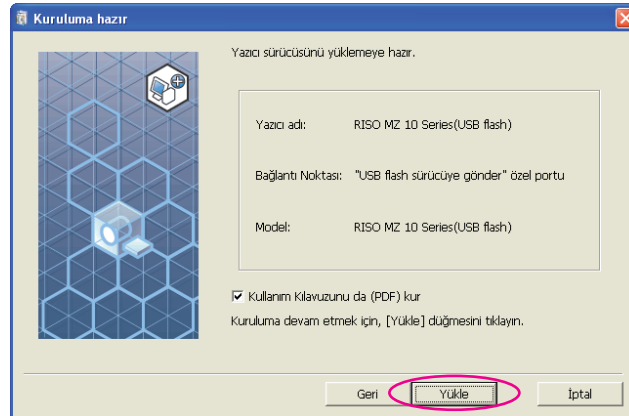 Kuruluma hazır
Yazıcı sürücüsünü yüklemeye hazır.
Yazıcı adı: RISO MZ 10 Series(USB flash)
Bağlantı Noktası: "USB flash sürücüye gönder" özel portu
Model: RISO MZ 10 Series(USB flash)
Kullanım Kılavuzunu da (PDF) kur
Kuruluma devam etmek için, [Yükle] düğmesini tıklayın.
Geri Yükle İptal